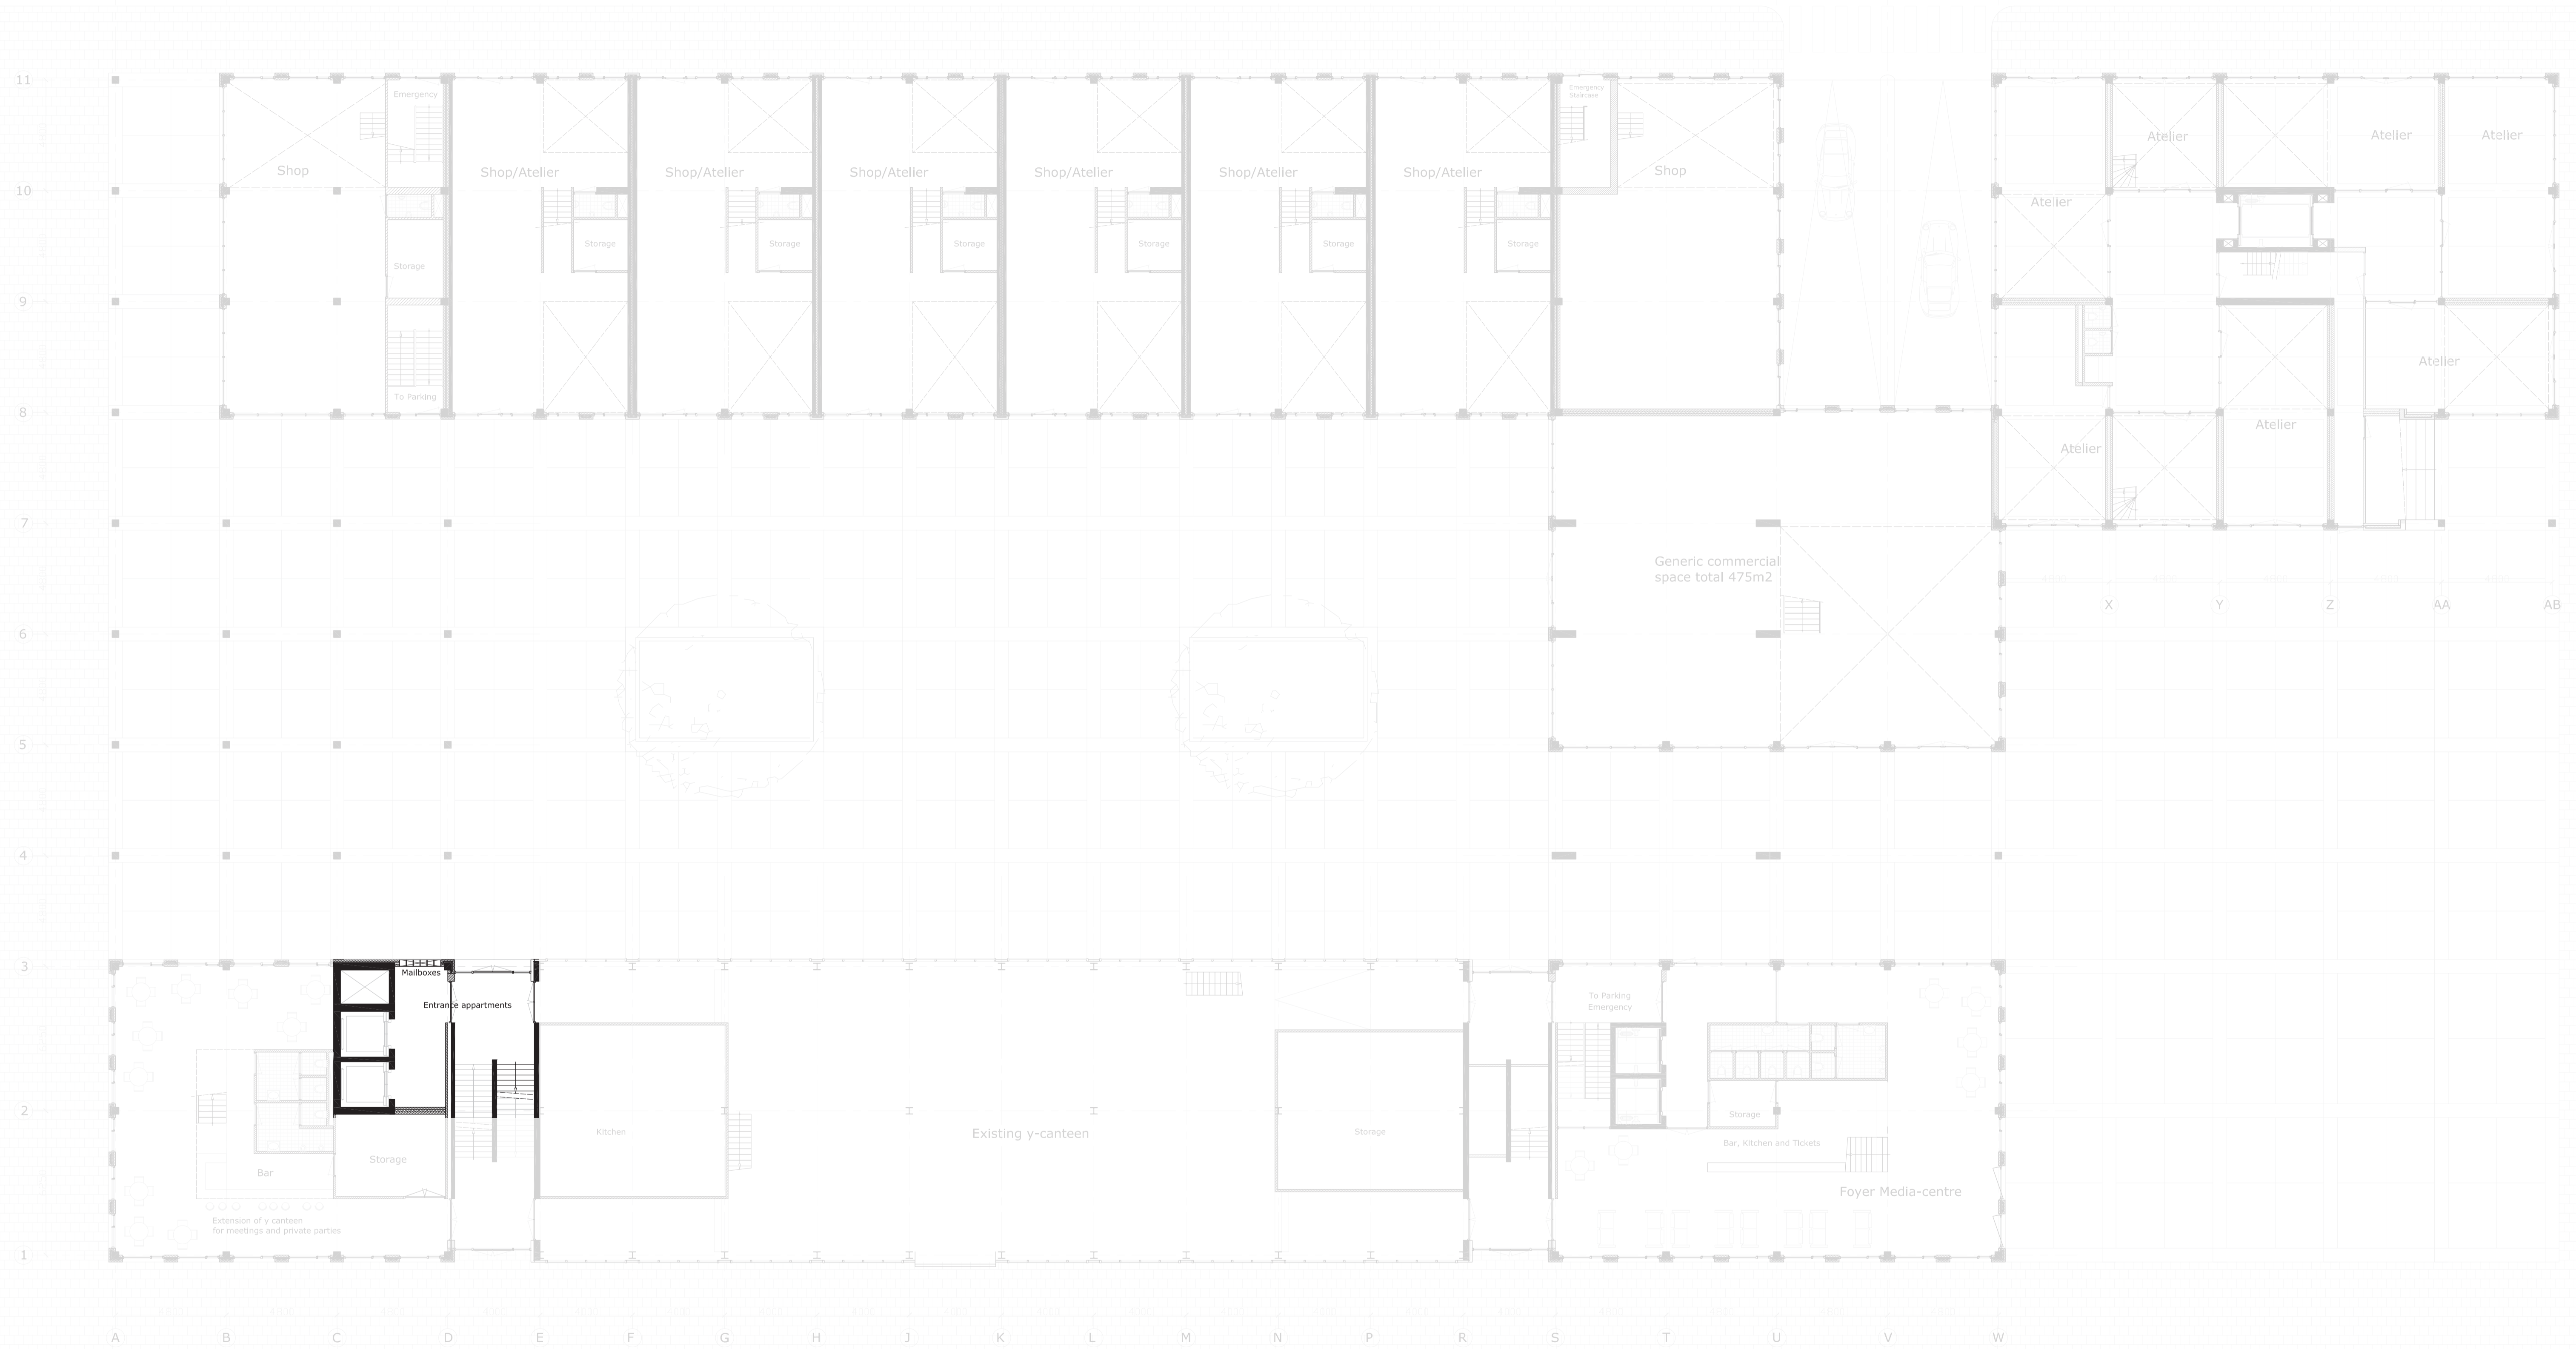 11
Emergency
Emergency
Staircase
Shop
Shop/Atelier
Shop/Atelier
Shop/Atelier
Shop/Atelier
Shop/Atelier
Shop/Atelier
Shop
Atelier
Atelier
Atelier
10
Atelier
Storage
Storage
Storage
Storage
Storage
Storage
Storage
9
Atelier
To Parking
8
Atelier
Atelier
7
Generic commercial
space total 475m2
X
Y
Z
AA
AB
6
5
4
3
Mailboxes
Entrance appartments
To Parking
Emergency
2
Storage
Kitchen
Existing y-canteen
Storage
Bar, Kitchen and Tickets
Storage
Bar
Foyer Media-centre
Extension of y canteen
for meetings and private parties
1
A
B
C
D
E
F
G
H
J
K
L
M
N
P
R
S
T
U
V
W